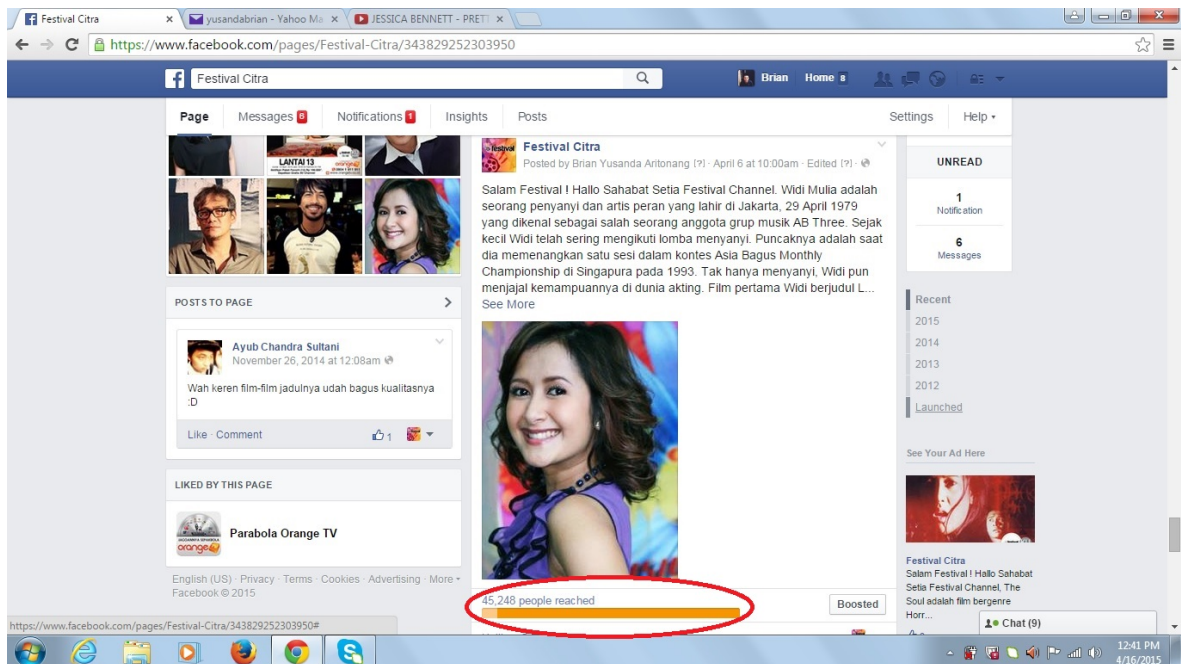 Festival Citra
yusandabrian - Yahoo Ma
JESSICA BENNETT - PRETT
https://www.facebook.com/pages/Festival-Citra/343829252303950
Festival Citra
Brian
Home 8
Page
Messages 6
Notifications 1
Insights
Posts
Settings
Help
LANTAI 13
POSTS TO PAGE
Ayub Chandra Sultani
November 26, 2014 at 12:08am
Wah keren film-film jadulnya udah bagus kualitasnya
:D
Like · Comment
1
LIKED BY THIS PAGE
orange
Parabola Orange TV
English (US) · Privacy · Terms · Cookies · Advertising · More
Facebook © 2015
https://www.facebook.com/pages/Festival-Citra/343829252303950#
festival
Festival Citra
Posted by Brian Yusanda Aritonang [?] · April 6 at 10:00am · Edited [?] ·
Salam Festival ! Hallo Sahabat Setia Festival Channel. Widi Mulia adalah
seorang penyanyi dan artis peran yang lahir di Jakarta, 29 April 1979
yang dikenal sebagai salah seorang anggota grup musik AB Three. Sejak
kecil Widi telah sering mengikuti lomba menyanyi. Puncaknya adalah saat
dia memenangkan satu sesi dalam kontes Asia Bagus Monthly
Championship di Singapura pada 1993. Tak hanya menyanyi, Widi pun
menjajal kemampuannya di dunia akting. Film pertama Widi berjudul L...
See More
45,248 people reached
Boosted
UNREAD
1
Notification
6
Messages
Recent
2015
2014
2013
2012
Launched
See Your Ad Here
Festival Citra
Salam Festival ! Hallo Sahabat
Setia Festival Channel, The
Soul adalah film bergenre
Horr...
Chat (9)
12:41 PM
4/16/2015